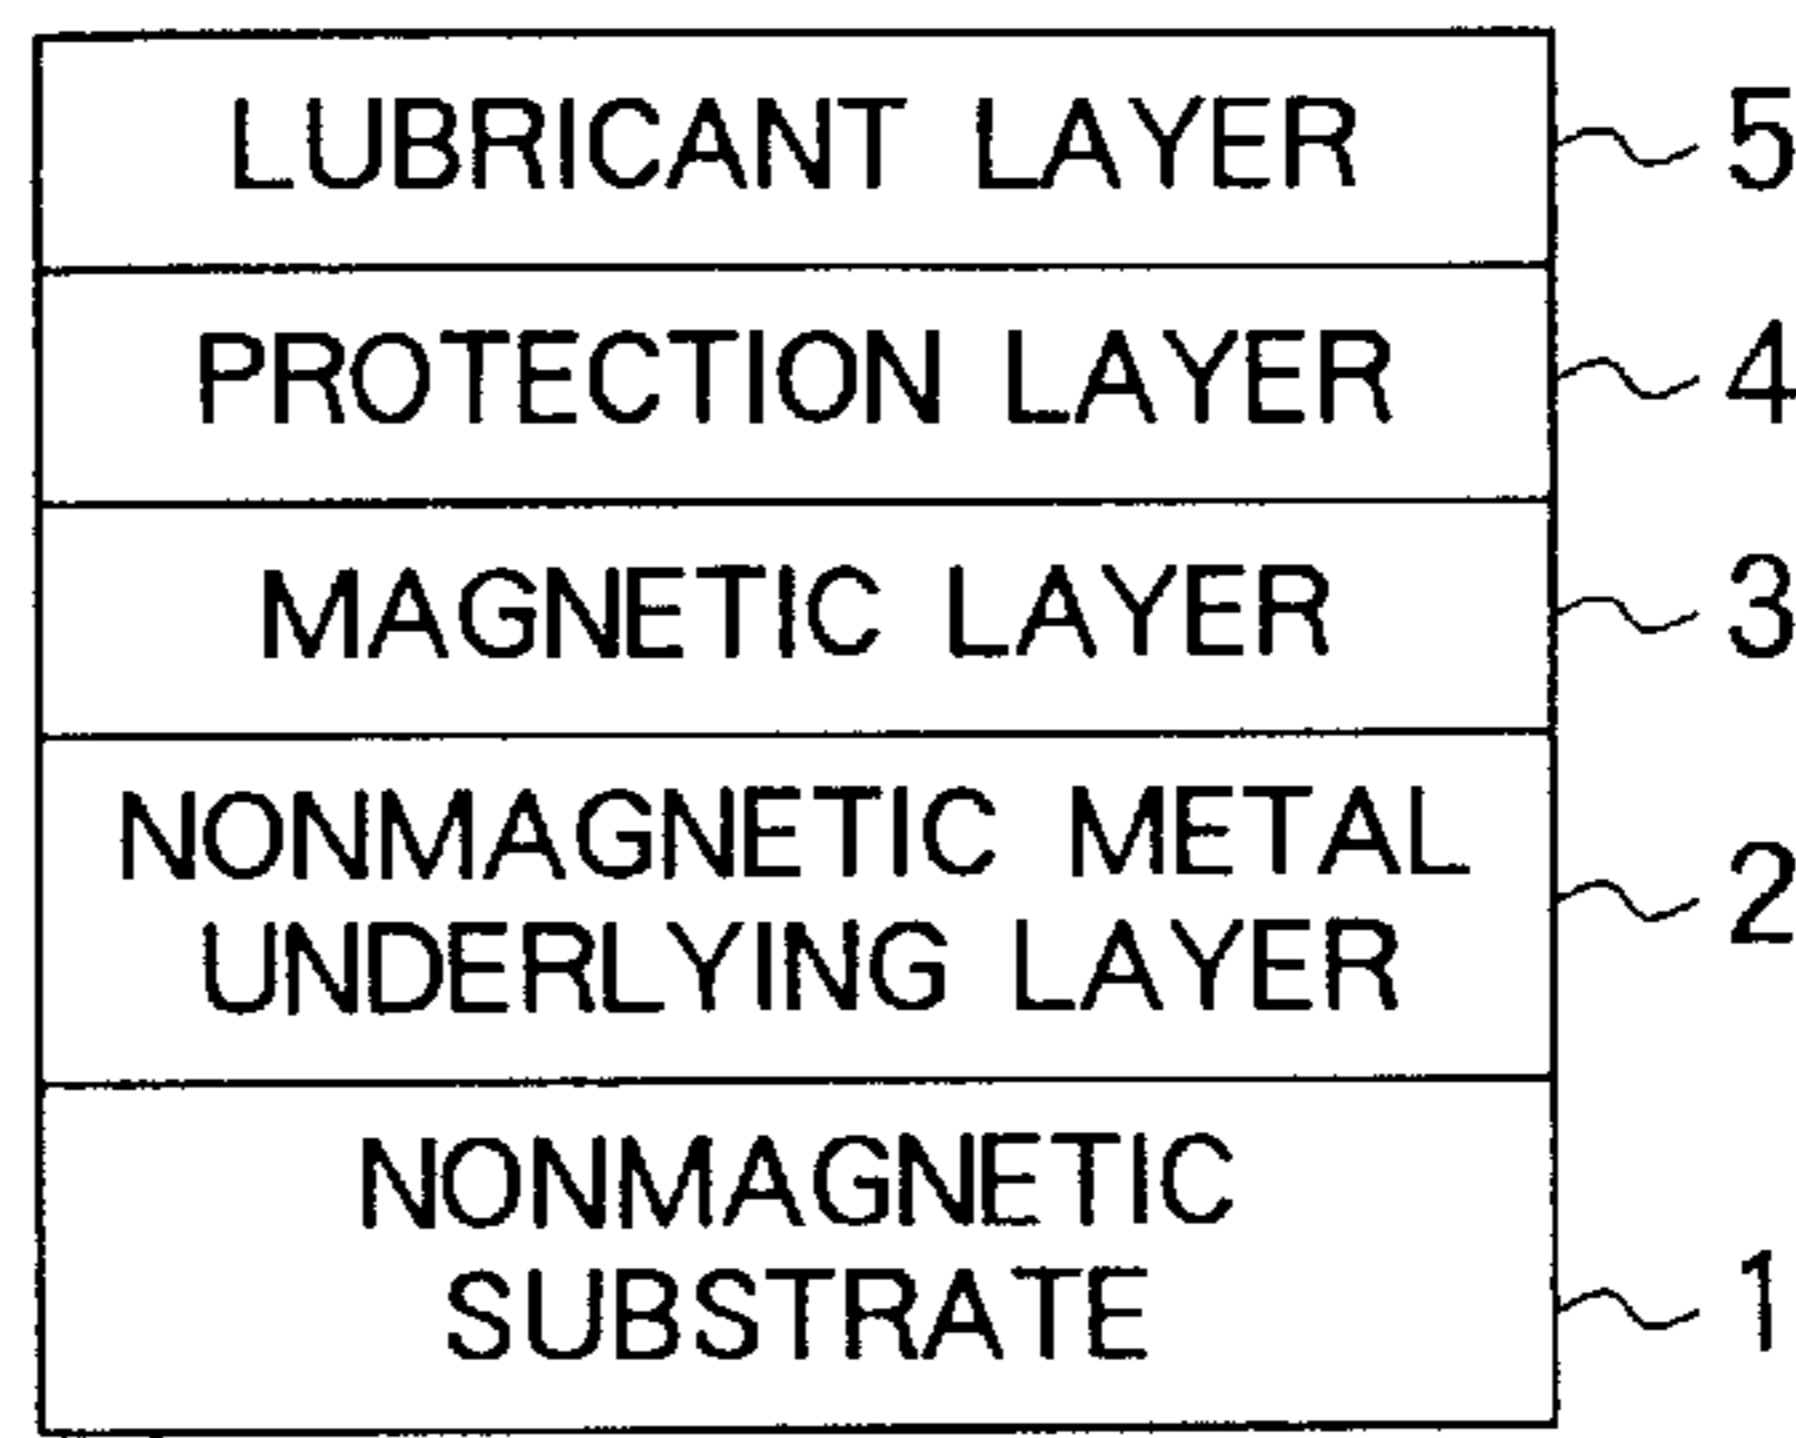 LUBRICANT LAYER 5
PROTECTION LAYER 4
MAGNETIC LAYER 3
NONMAGNETIC METAL
UNDERLYING LAYER 2
NONMAGNETIC
SUBSTRATE 1